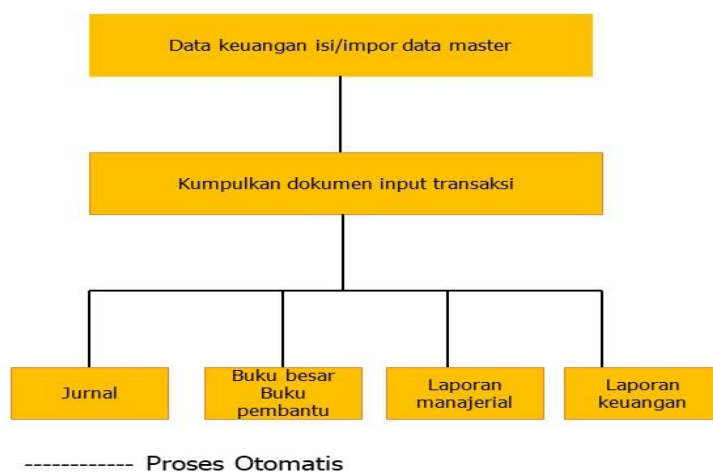 Data keuangan isi/impor data master
Kumpulkan dokumen input transaksi
Jurnal
Buku besar
Buku
pembantu
Laporan
manajerial
Laporan
keuangan
------------ Proses Otomatis